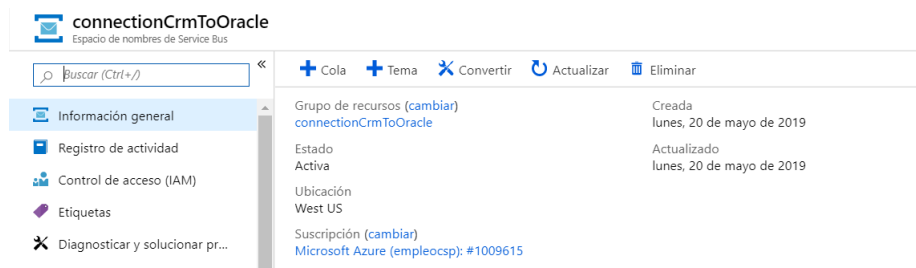 connectionCrmToOracle
Espacio de nombres de Service Bus
Buscar (Ctrl+/)
«
Información general
Registro de actividad
Control de acceso (IAM)
Etiquetas
Diagnosticar y solucionar pr...
Cola Tema Convertir Actualizar Eliminar
Grupo de recursos (cambiar)
connectionCrmToOracle
Estado
Activa
Ubicación
West US
Suscripción (cambiar)
Microsoft Azure (empleocsp): #1009615
Creada
lunes, 20 de mayo de 2019
Actualizado
lunes, 20 de mayo de 2019